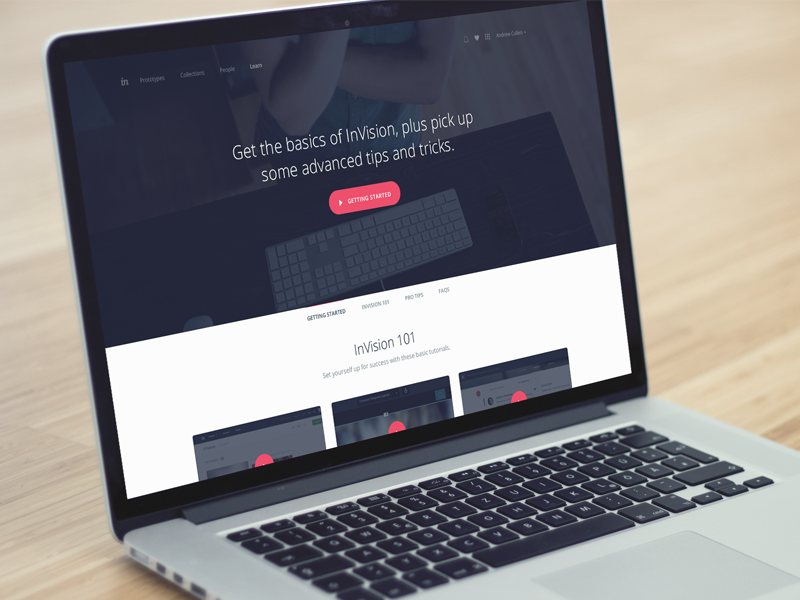 in Prototypes Collections People Learn Andrew Cullen
Get the basics of InVision, plus pick up
some advanced tips and tricks.
GETTING STARTED
GETTING STARTED INVISION 101 PRO TIPS FAQS
InVision 101
Set yourself up for success with these basic tutorials.